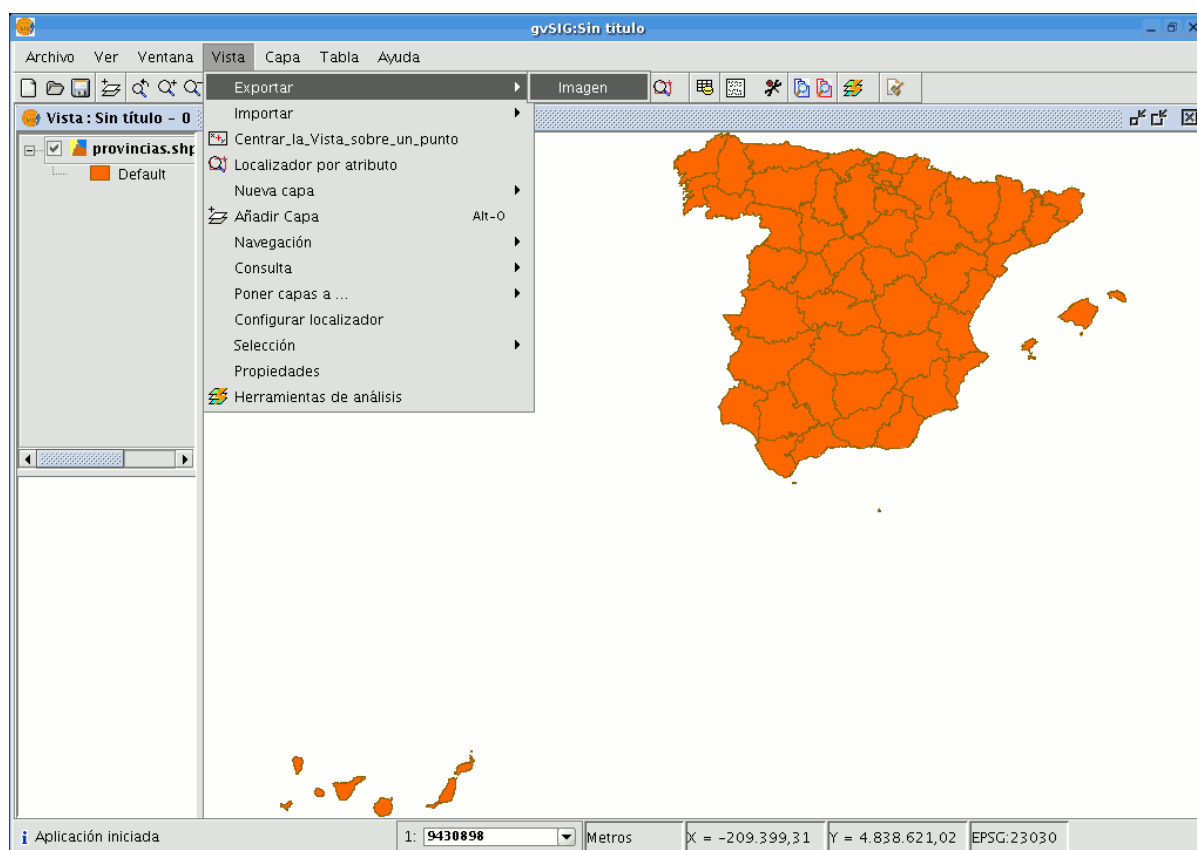 gvSIG:Sin título
Archivo Ver Ventana Vista Capa Tabla Ayuda
Exportar
Imagen
Vista : Sin título - 0
Importar
Centrar_la_Vista_sobre_un_punto
provincias.shp
Localizador por atributo
Default
Nueva capa
Añadir Capa Alt-O
Navegación
Consulta
Poner capas a ...
Configurar localizador
Selección
Propiedades
Herramientas de análisis
Aplicación iniciada 1: 9430898 Metros X = -209.399,31 Y = 4.838.621,02 EPSG:23030